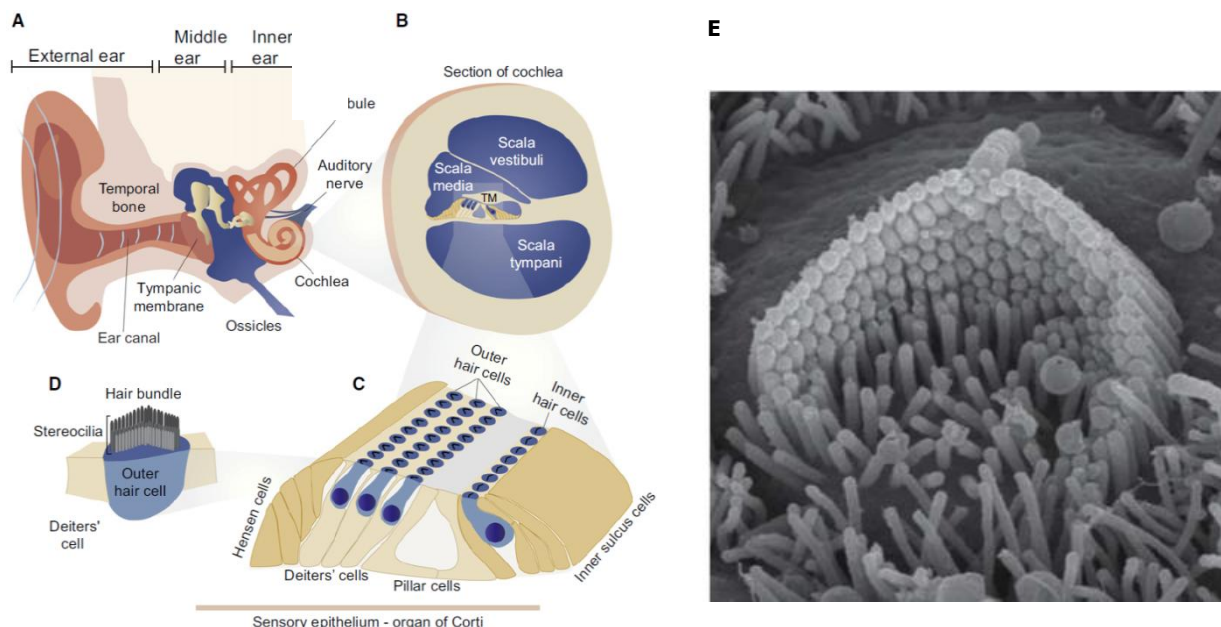 A
External ear
Middle
ear
Inner
ear
bule
Auditory
nerve
Temporal
bone
Cochlea
Tympanic
membrane
Ossicles
Ear canal
B
Section of cochlea
Scala
vestibuli
Scala
media
TM
Scala
tympani
D
Hair bundle
Stereocilia
Outer
hair cell
Deiters'
cell
C
Outer
hair cells
Inner
hair cells
Hensen cells
Deiters' cells
Pillar cells
Inner sulcus cells
Sensory epithelium - organ of Corti
E